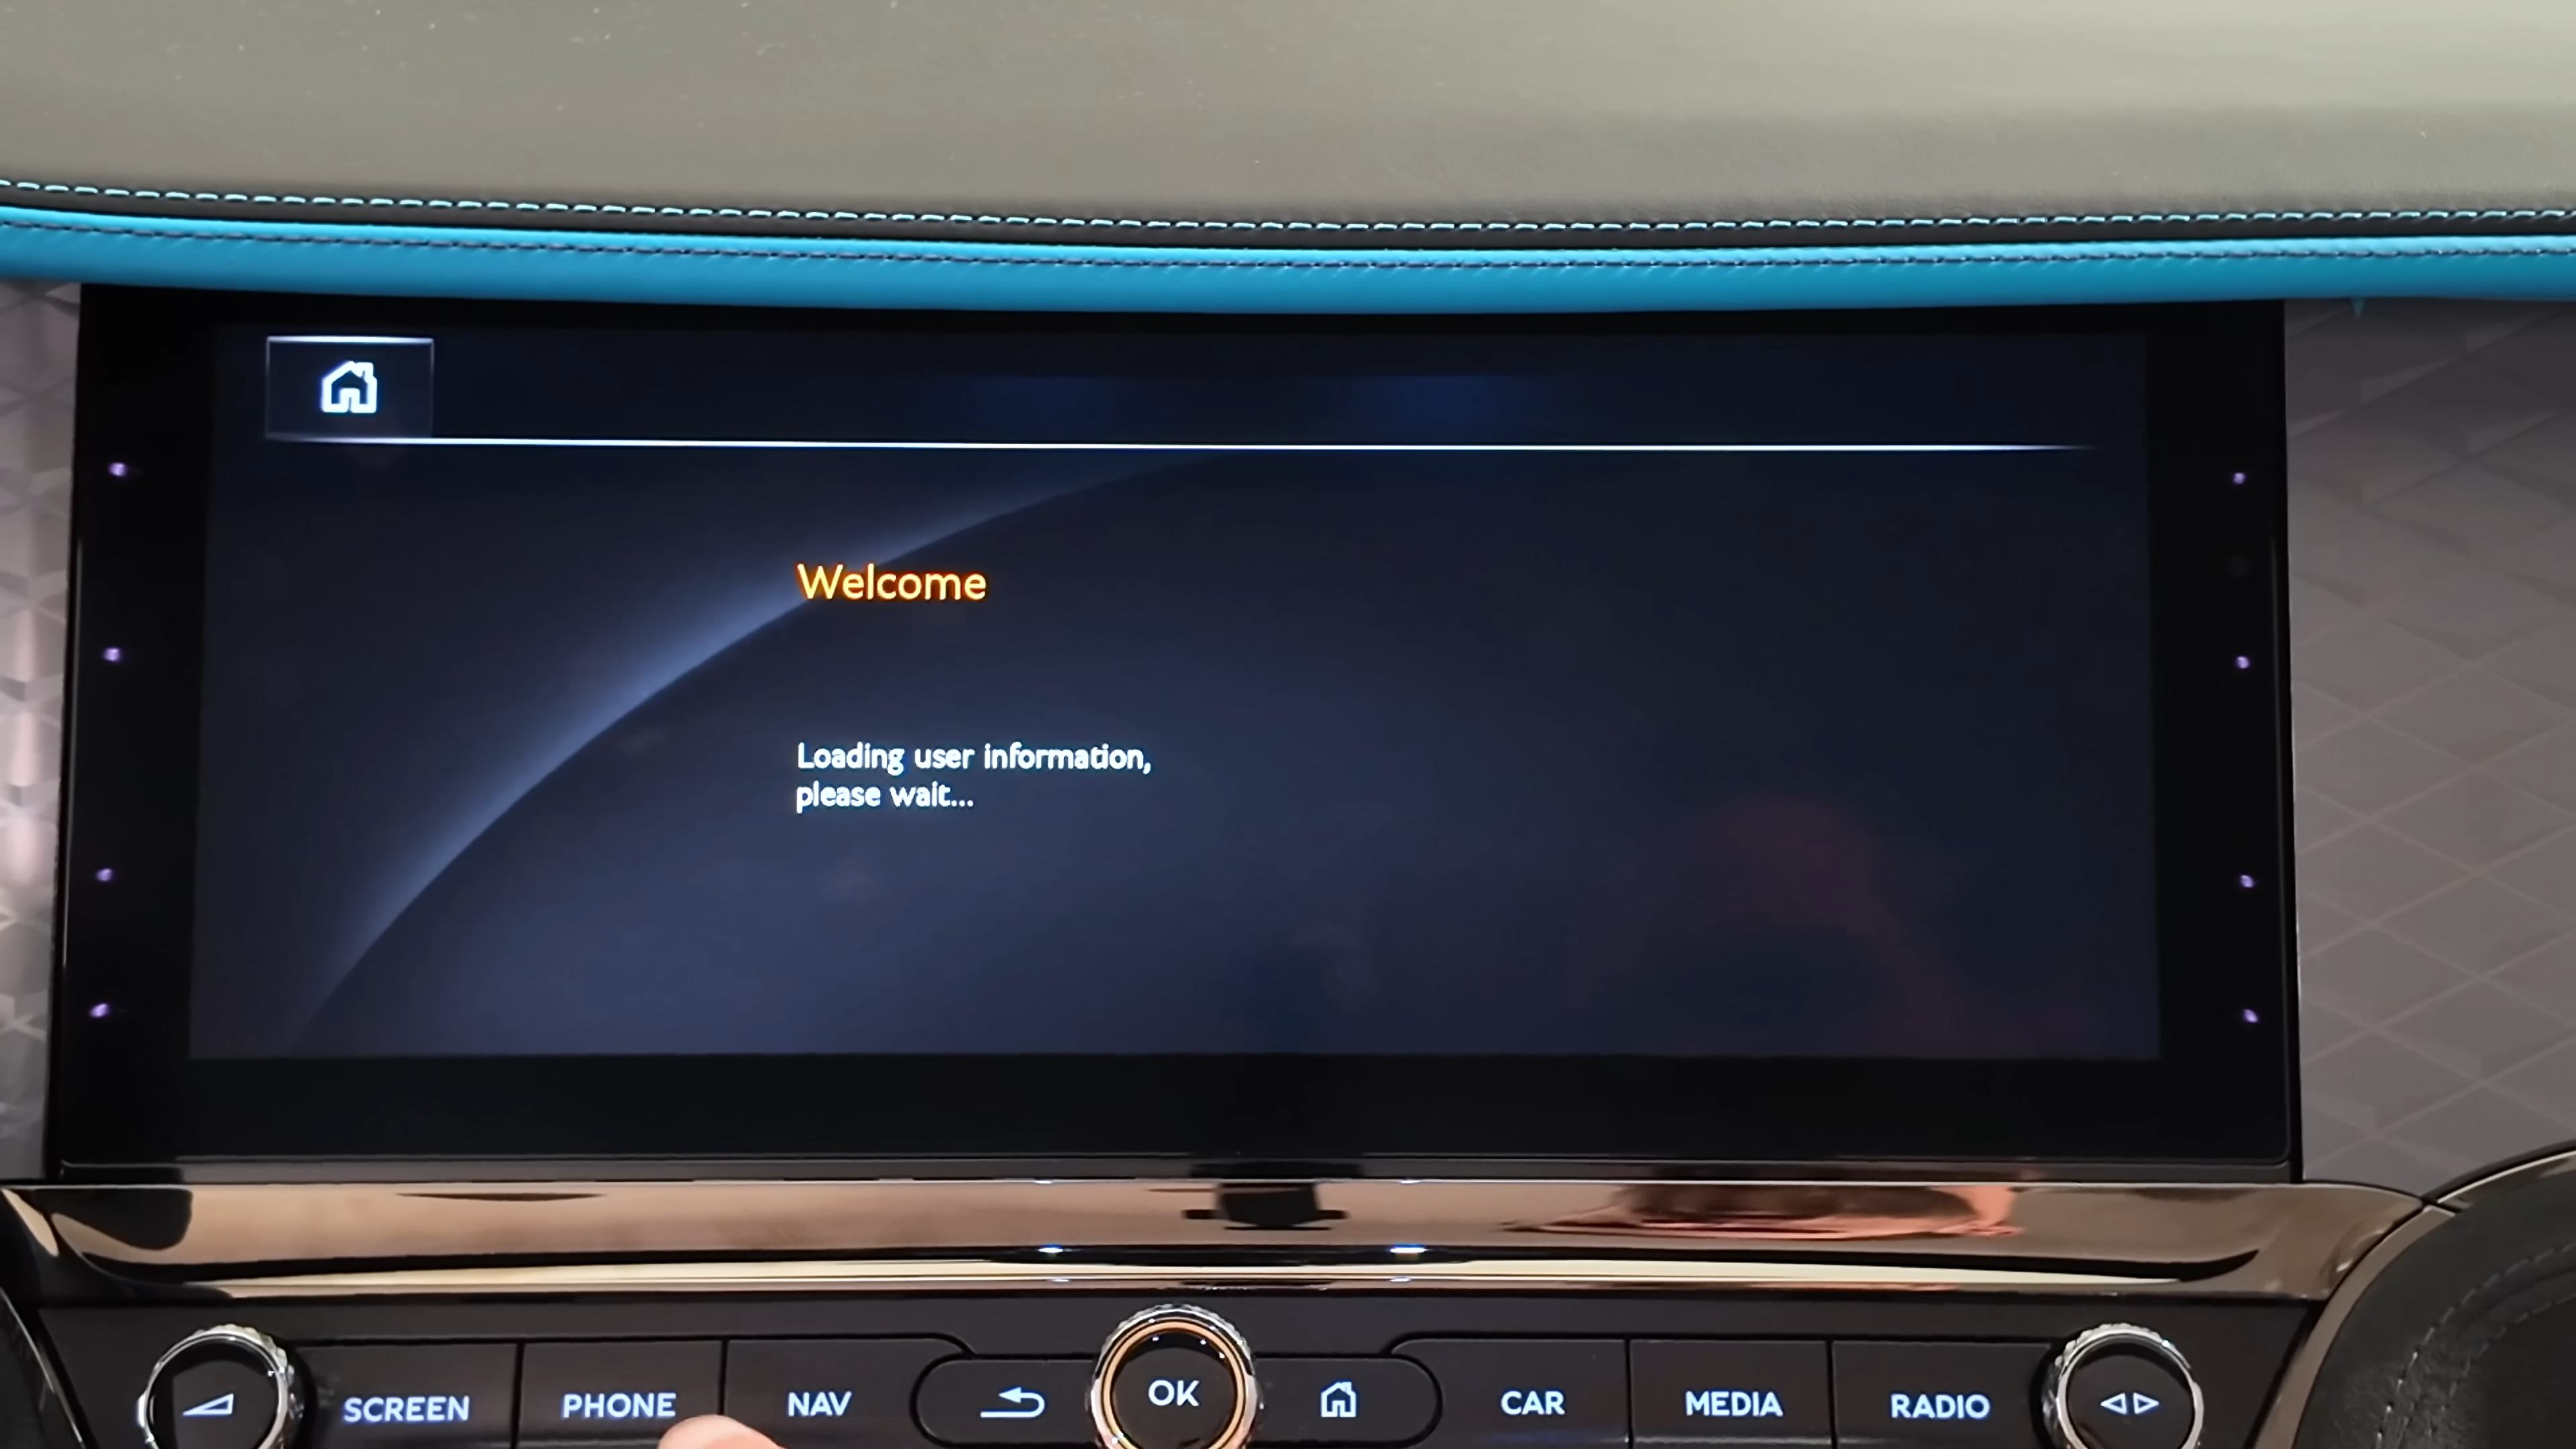 Welcome
Loading user information,
please wait...
SCREEN
PHONE
NAV
OK
CAR
MEDIA
RADIO